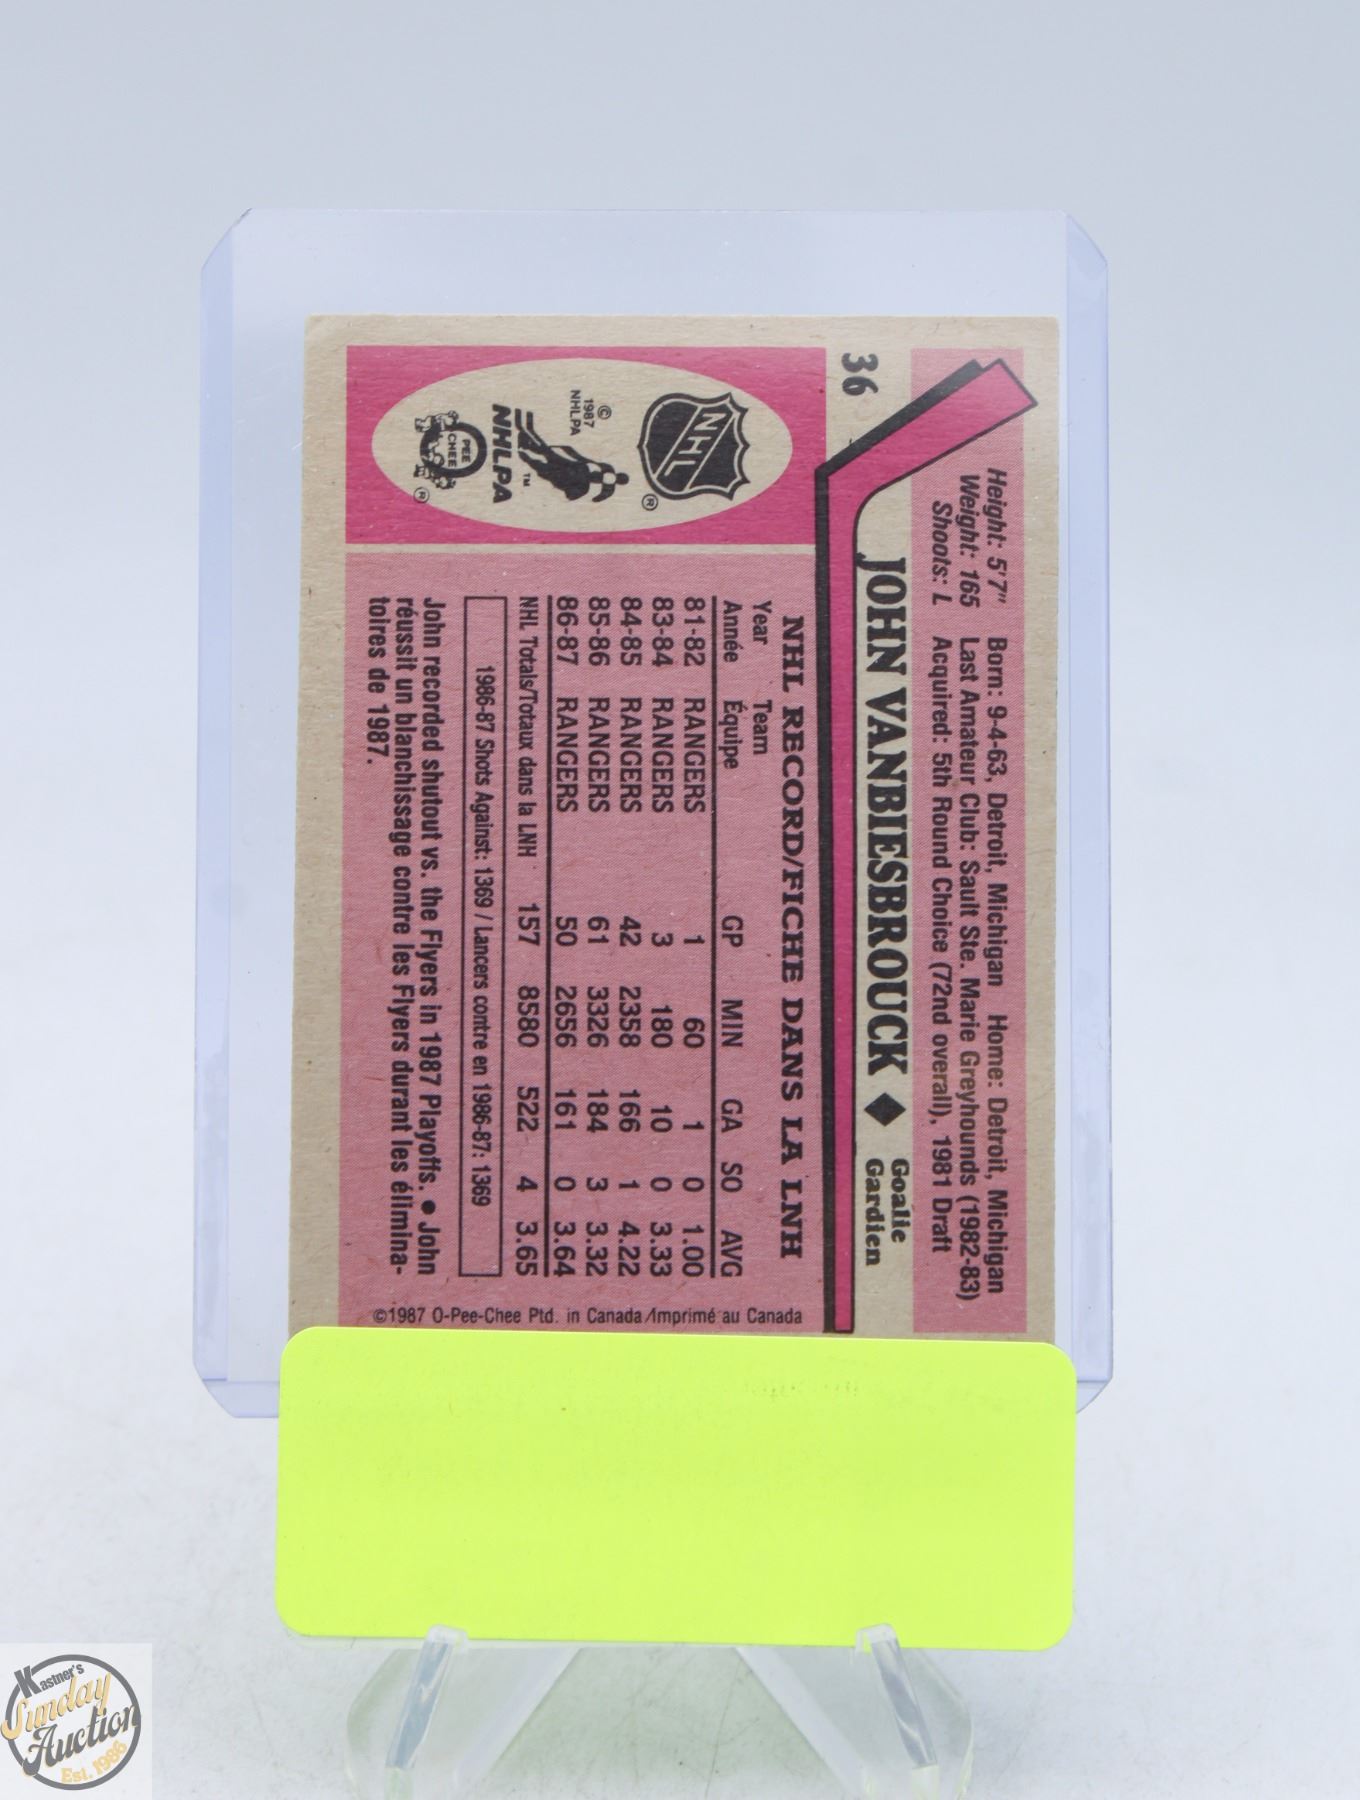 36
JOHN VANBIESBROUCK ◆ Goalie
Gardien
Height: 5'7" Born: 9-4-63, Detroit, Michigan Home: Detroit, Michigan
Weight: 165 Last Amateur Club: Sault Ste. Marie Greyhounds (1982-83)
Shoots: L Acquired: 5th Round Choice (72nd overall), 1981 Draft
NHL
®
© 1987 NHLPA
NHLPA ™
O PEE CHEE ®
NHL RECORD/FICHE DANS LA LNH
Year Team
Année Équipe GP MIN GA SO AVG
81-82 RANGERS 1 60 1 0 1.00
83-84 RANGERS 3 180 10 0 3.33
84-85 RANGERS 42 2358 166 1 4.22
85-86 RANGERS 61 3326 184 3 3.32
86-87 RANGERS 50 2656 161 0 3.64
NHL Totals/Totaux dans la LNH 157 8580 522 4 3.65
1986-87 Shots Against: 1369 / Lancers contre en 1986-87: 1369
John recorded shutout vs. the Flyers in 1987 Playoffs. ● John
réussit un blanchissage contre les Flyers durant les élimina-
toires de 1987.
©1987 O-Pee-Chee Ptd. in Canada/Imprimé au Canada
Kastner's
Sunday
Auction
Est. 1986